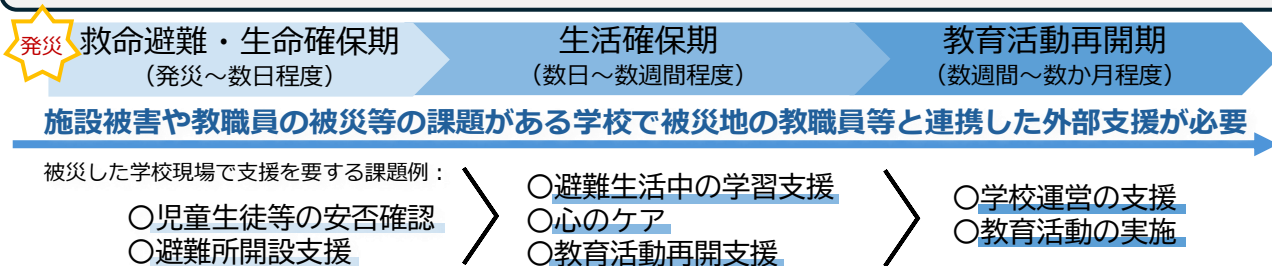 発災
救命避難・生命確保期
（発災～数日程度）
生活確保期
（数日～数週間程度）
教育活動再開期
（数週間～数か月程度）
施設被害や教職員の被災等の課題がある学校で被災地の教職員等と連携した外部支援が必要
被災した学校現場で支援を要する課題例：
○児童生徒等の安否確認
○避難所開設支援
○避難生活中の学習支援
○心のケア
○教育活動再開支援
○学校運営の支援
○教育活動の実施